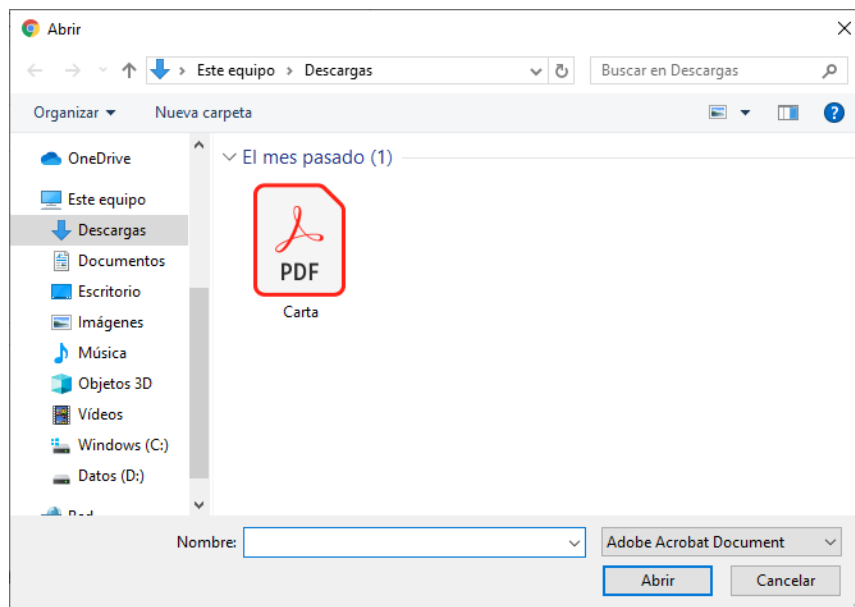 Abrir
Este equipo > Descargas
Buscar en Descargas
Organizar
Nueva carpeta
?
OneDrive
Este equipo
Descargas
Documentos
Escritorio
Imágenes
Música
Objetos 3D
Vídeos
Windows (C:)
Datos (D:)
Red
El mes pasado (1)
PDF
Carta
Nombre:
Adobe Acrobat Document
Abrir
Cancelar